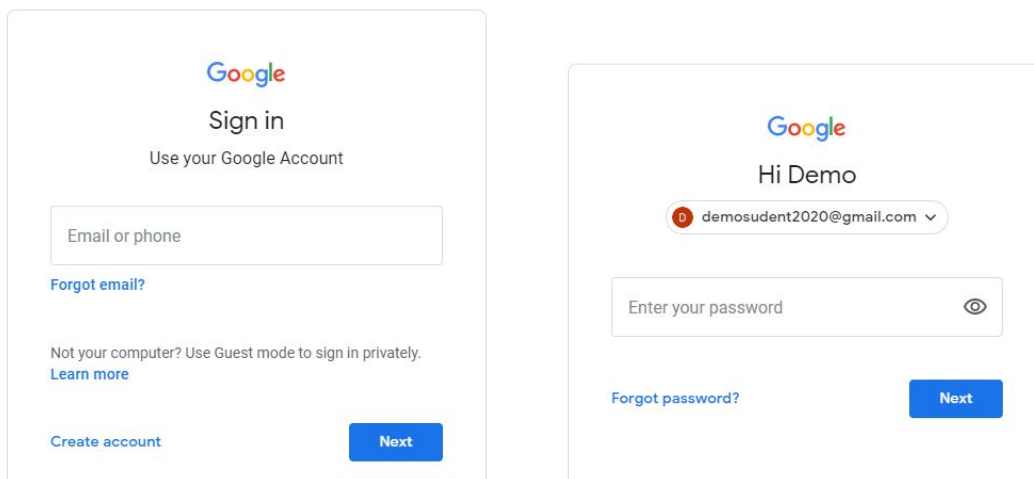 Google
Sign in
Use your Google Account
Email or phone
Forgot email?
Not your computer? Use Guest mode to sign in privately.
Learn more
Create account
Next
Google
Hi Demo
D demosudent2020@gmail.com
Enter your password
Forgot password?
Next